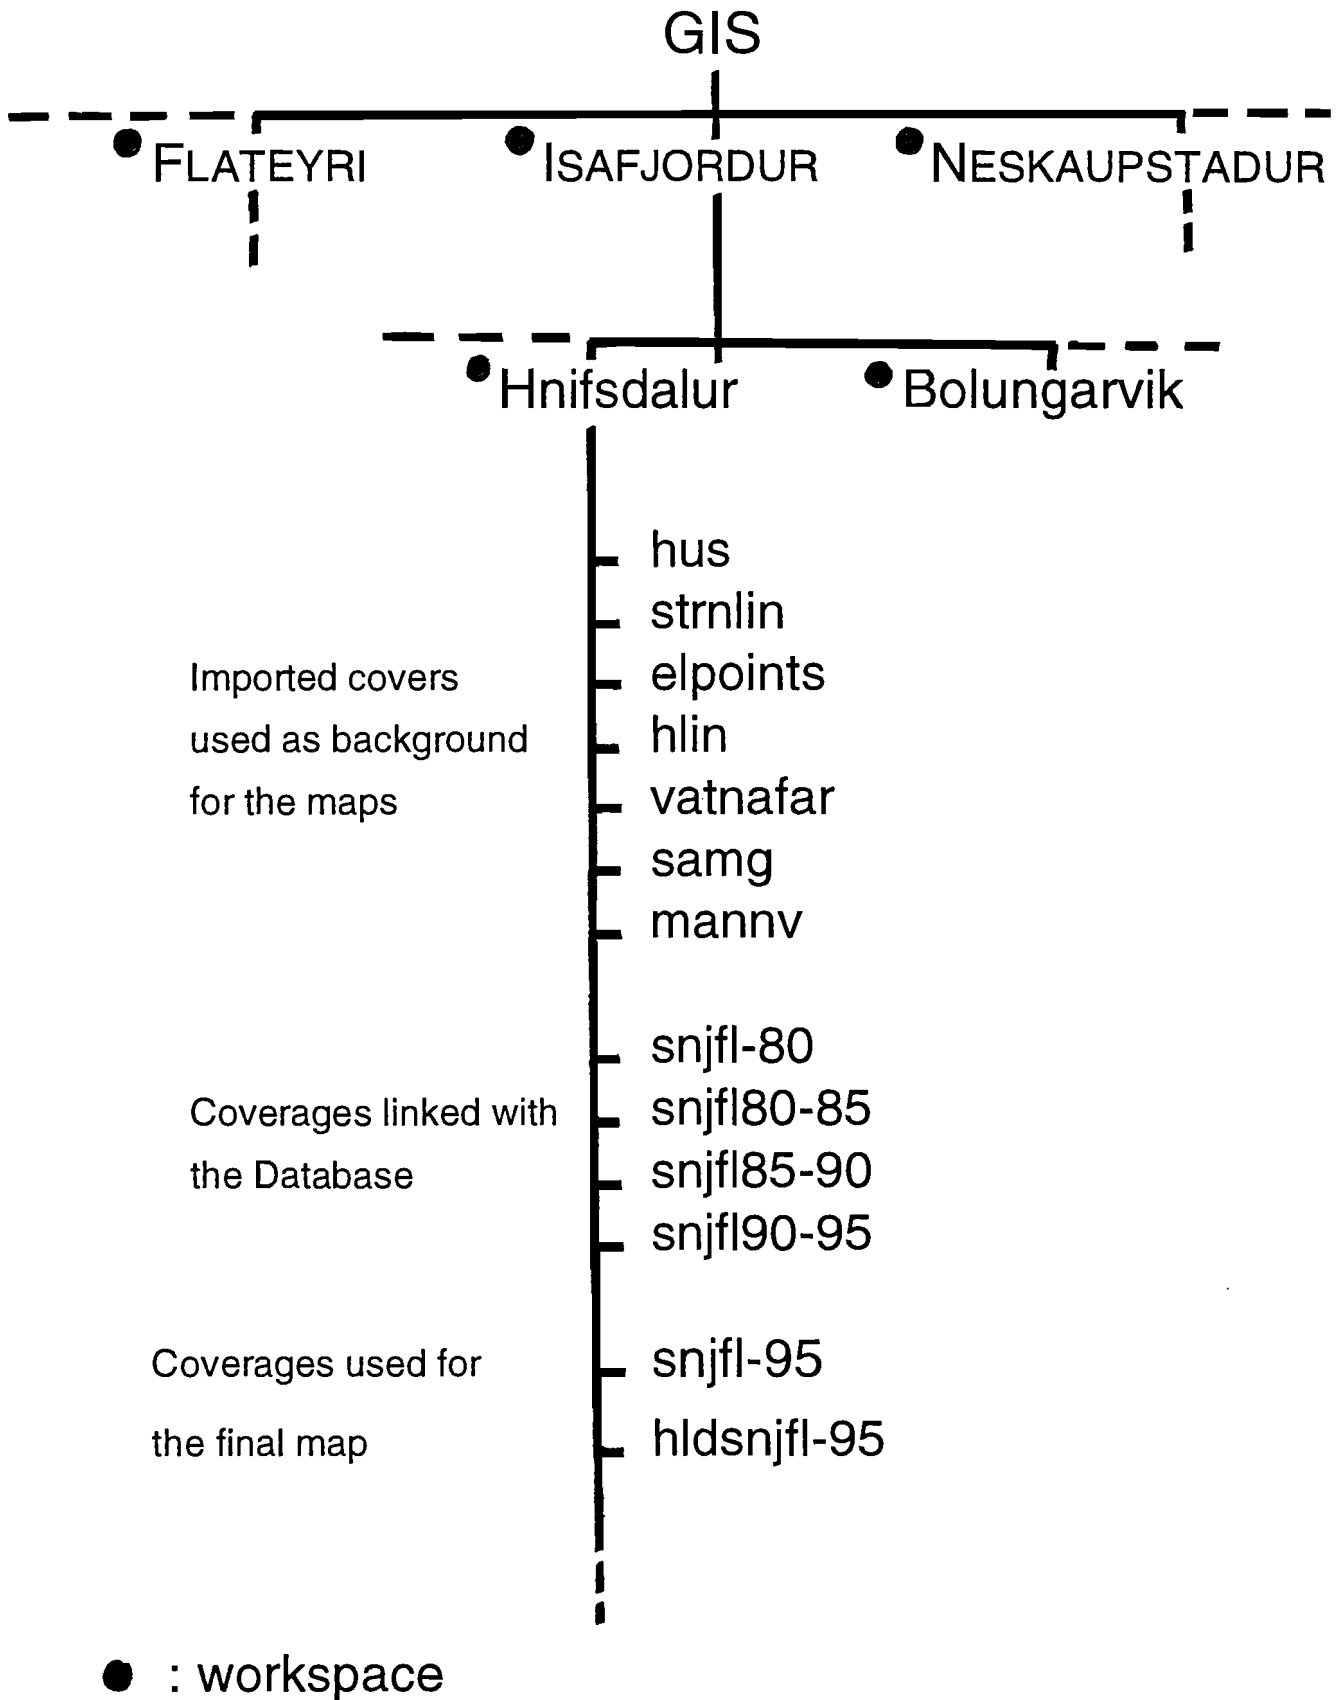 GIS
FLATEYRI
ISAFJORDUR
NESKAUPSTADUR
Hnifsdalur
Bolungarvik
hus
strnlin
Imported covers
elpoints
used as background
hlin
for the maps
vatnafar
samg
mannv
snjfl-80
Coverages linked with
snjfl80-85
the Database
snjfl85-90
snjfl90-95
Coverages used for
snjfl-95
the final map
hldsnjfl-95
: workspace